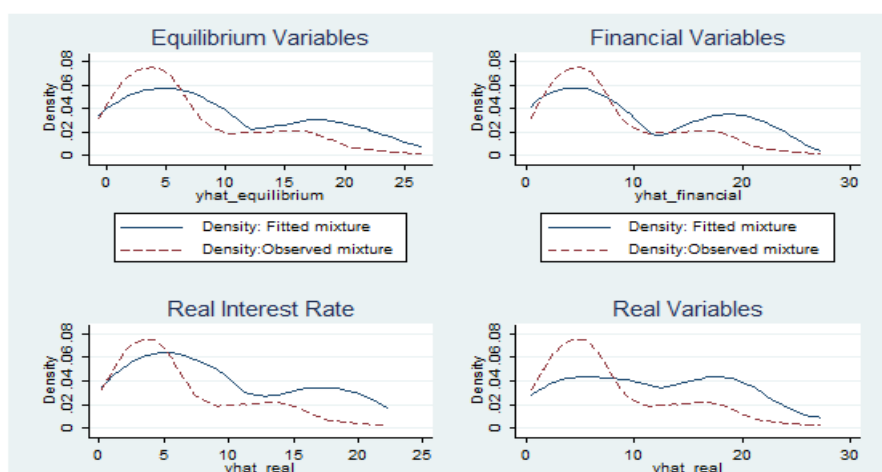 Equilibrium Variables
Density
0 .02 .04 .06 .08
0 5 10 15 20 25
yhat_equilibrium
Density: Fitted mixture
Density:Observed mixture
Financial Variables
Density
0 .02 .04 .06 .08
0 10 20 30
yhat_financial
Density: Fitted mixture
Density:Observed mixture
Real Interest Rate
Density
0 .02 .04 .06 .08
0 5 10 15 20 25
yhat_real
Real Variables
Density
0 .02 .04 .06 .08
0 10 20 30
yhat_real